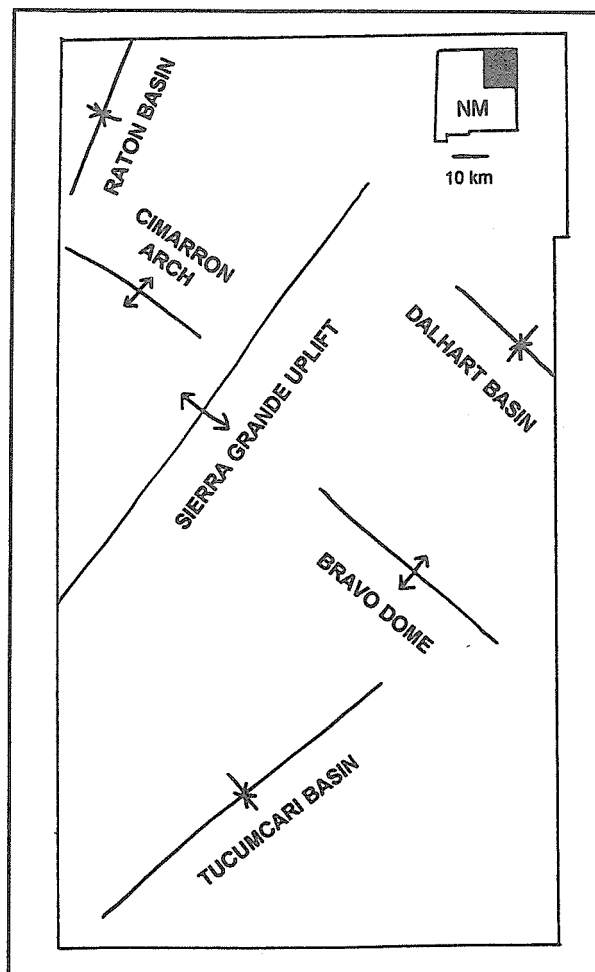 RATON BASIN
NM
10 km
CIMARRON
ARCH
DALHART BASIN
SIERRA GRANDE UPLIFT
BRAVO DOME
TUCUMCARI BASIN